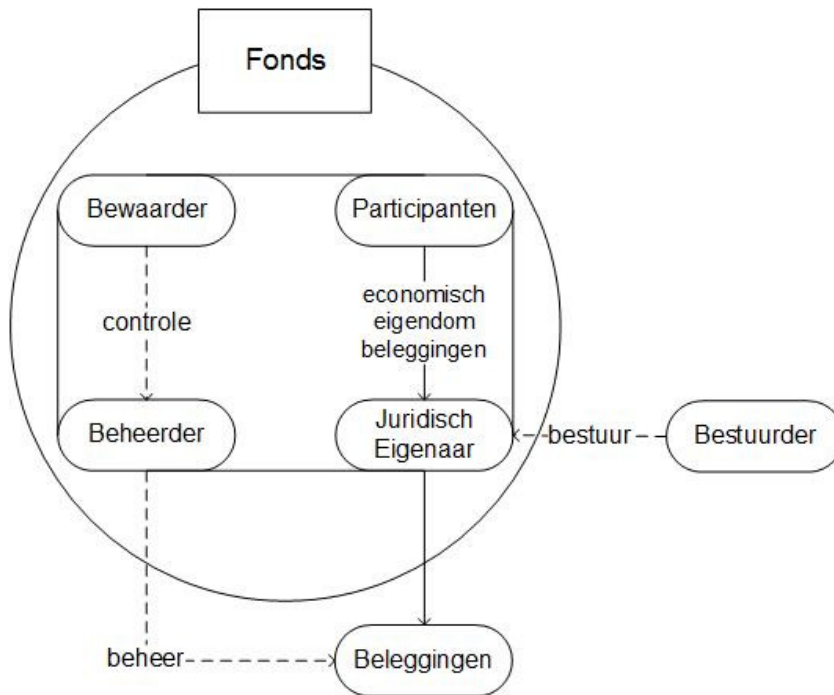 Fonds
Bewaarder
Participanten
controle
economisch
eigendom
beleggingen
Beheerder
Juridisch
Eigenaar
bestuur
Bestuurder
beheer
Beleggingen